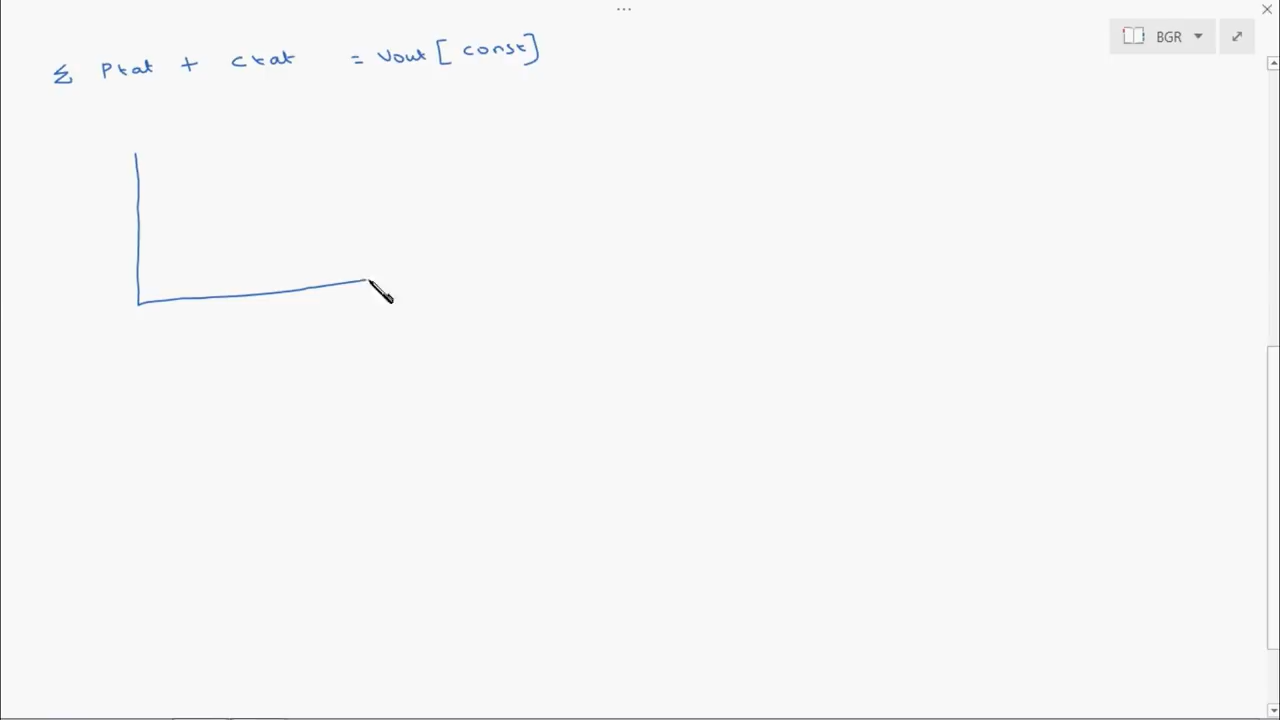 Σ Ptat + Ctat = Vout [ const ]
BGR